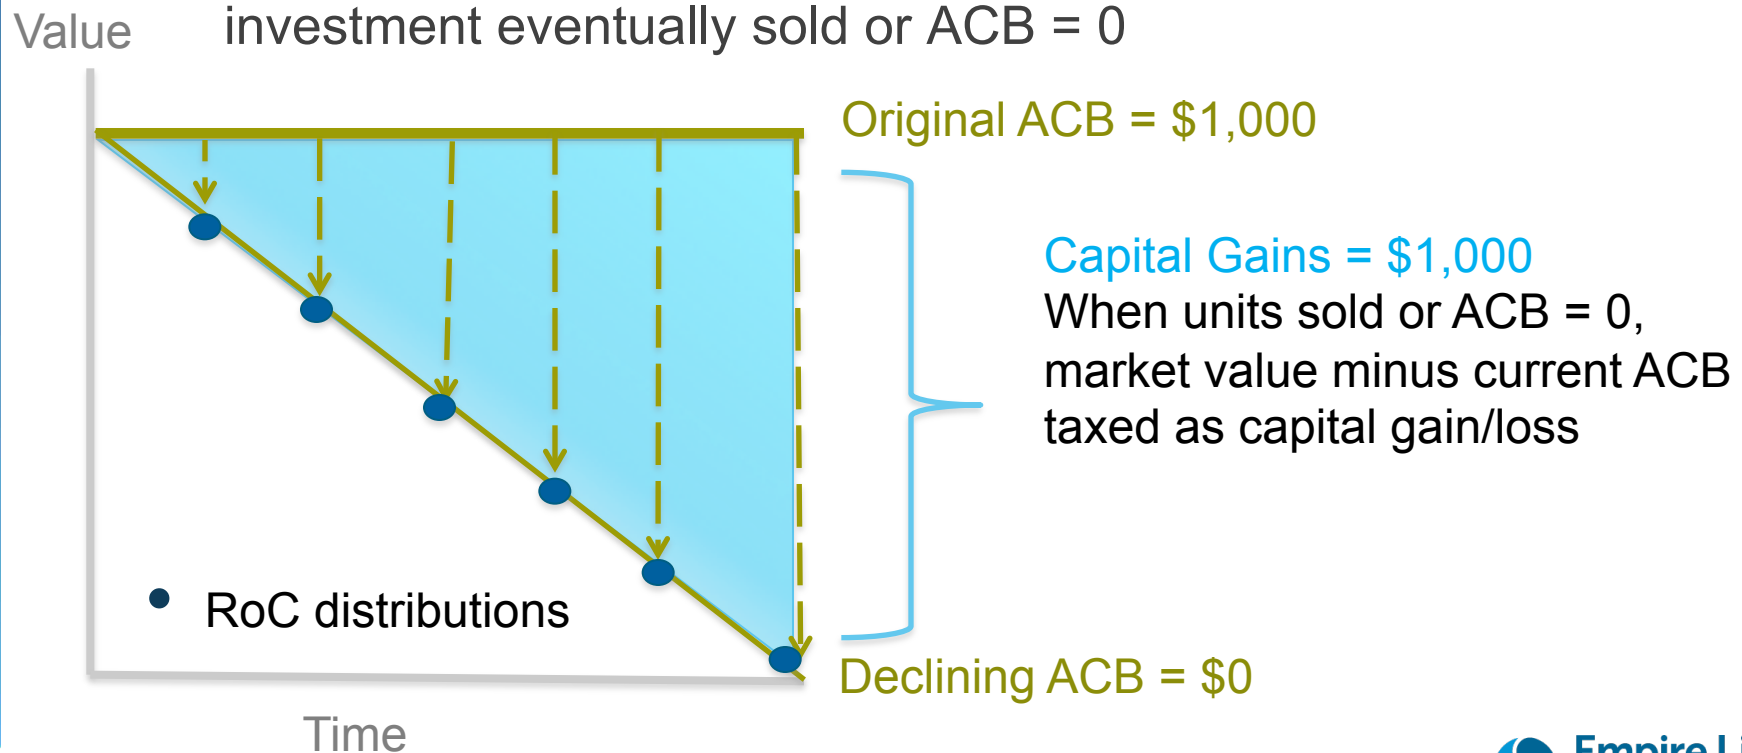 investment eventually sold or ACB = 0
Value
Original ACB = $1,000
Capital Gains = $1,000
When units sold or ACB = 0,
market value minus current ACB
taxed as capital gain/loss
• RoC distributions
Declining ACB = $0
Time
Empire